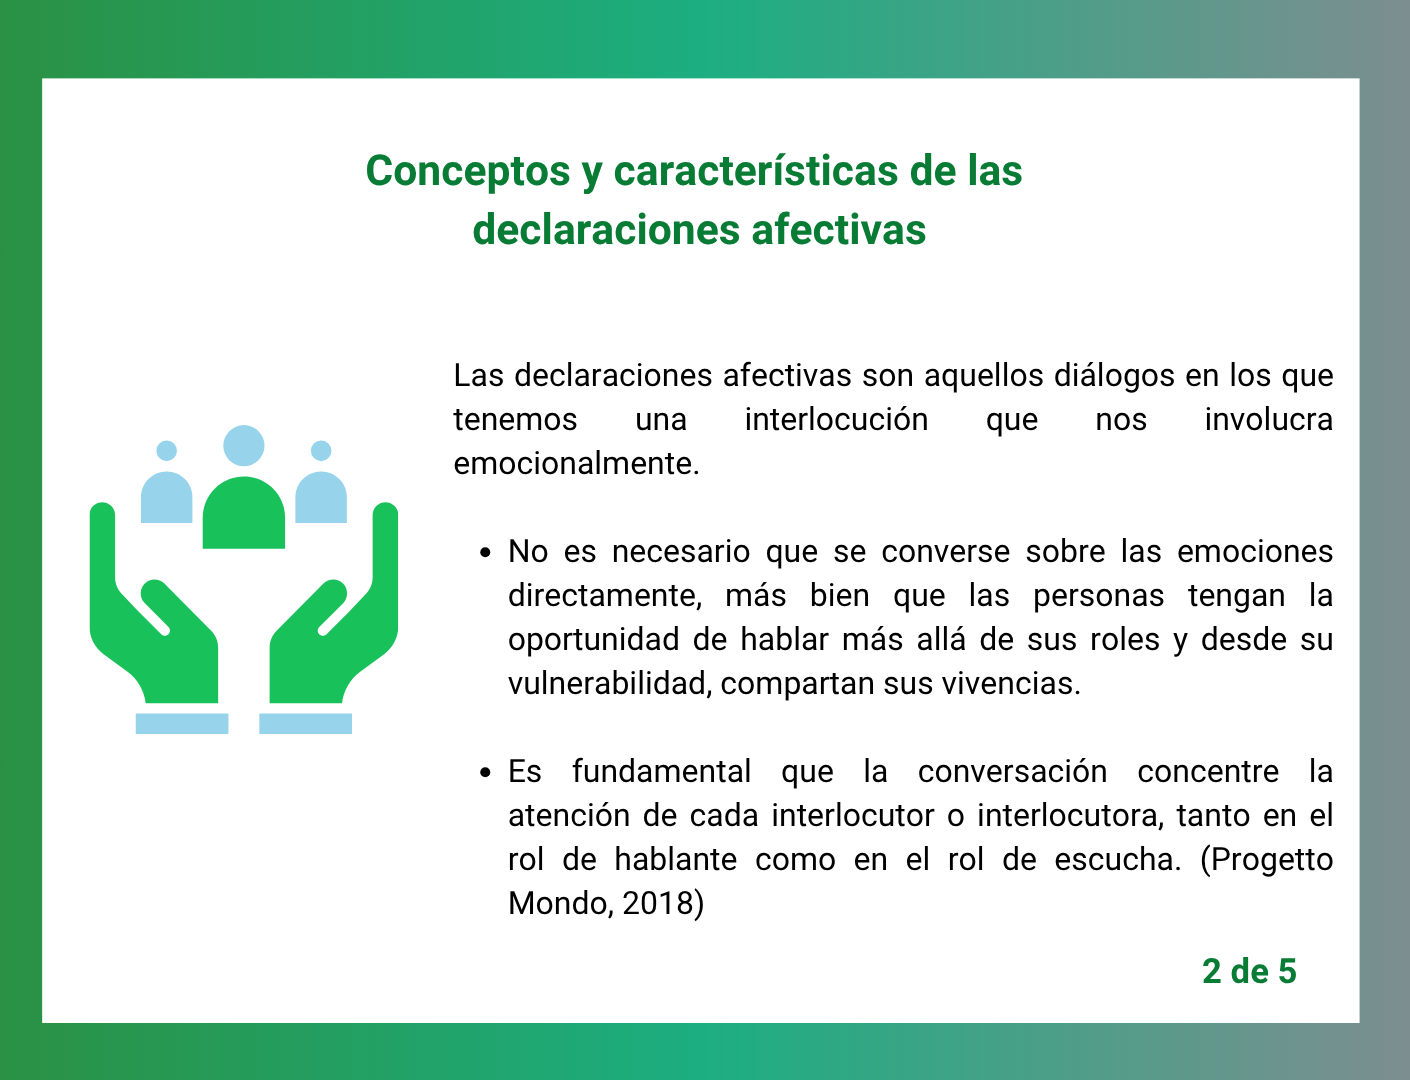 Conceptos y características de las
declaraciones afectivas
Las declaraciones afectivas son aquellos diálogos en los que
tenemos una interlocución que nos involucra
emocionalmente.
• No es necesario que se converse sobre las emociones
directamente, más bien que las personas tengan la
oportunidad de hablar más allá de sus roles y desde su
vulnerabilidad, compartan sus vivencias.
• Es fundamental que la conversación concentre la
atención de cada interlocutor o interlocutora, tanto en el
rol de hablante como en el rol de escucha. (Progetto
Mondo, 2018)
2 de 5